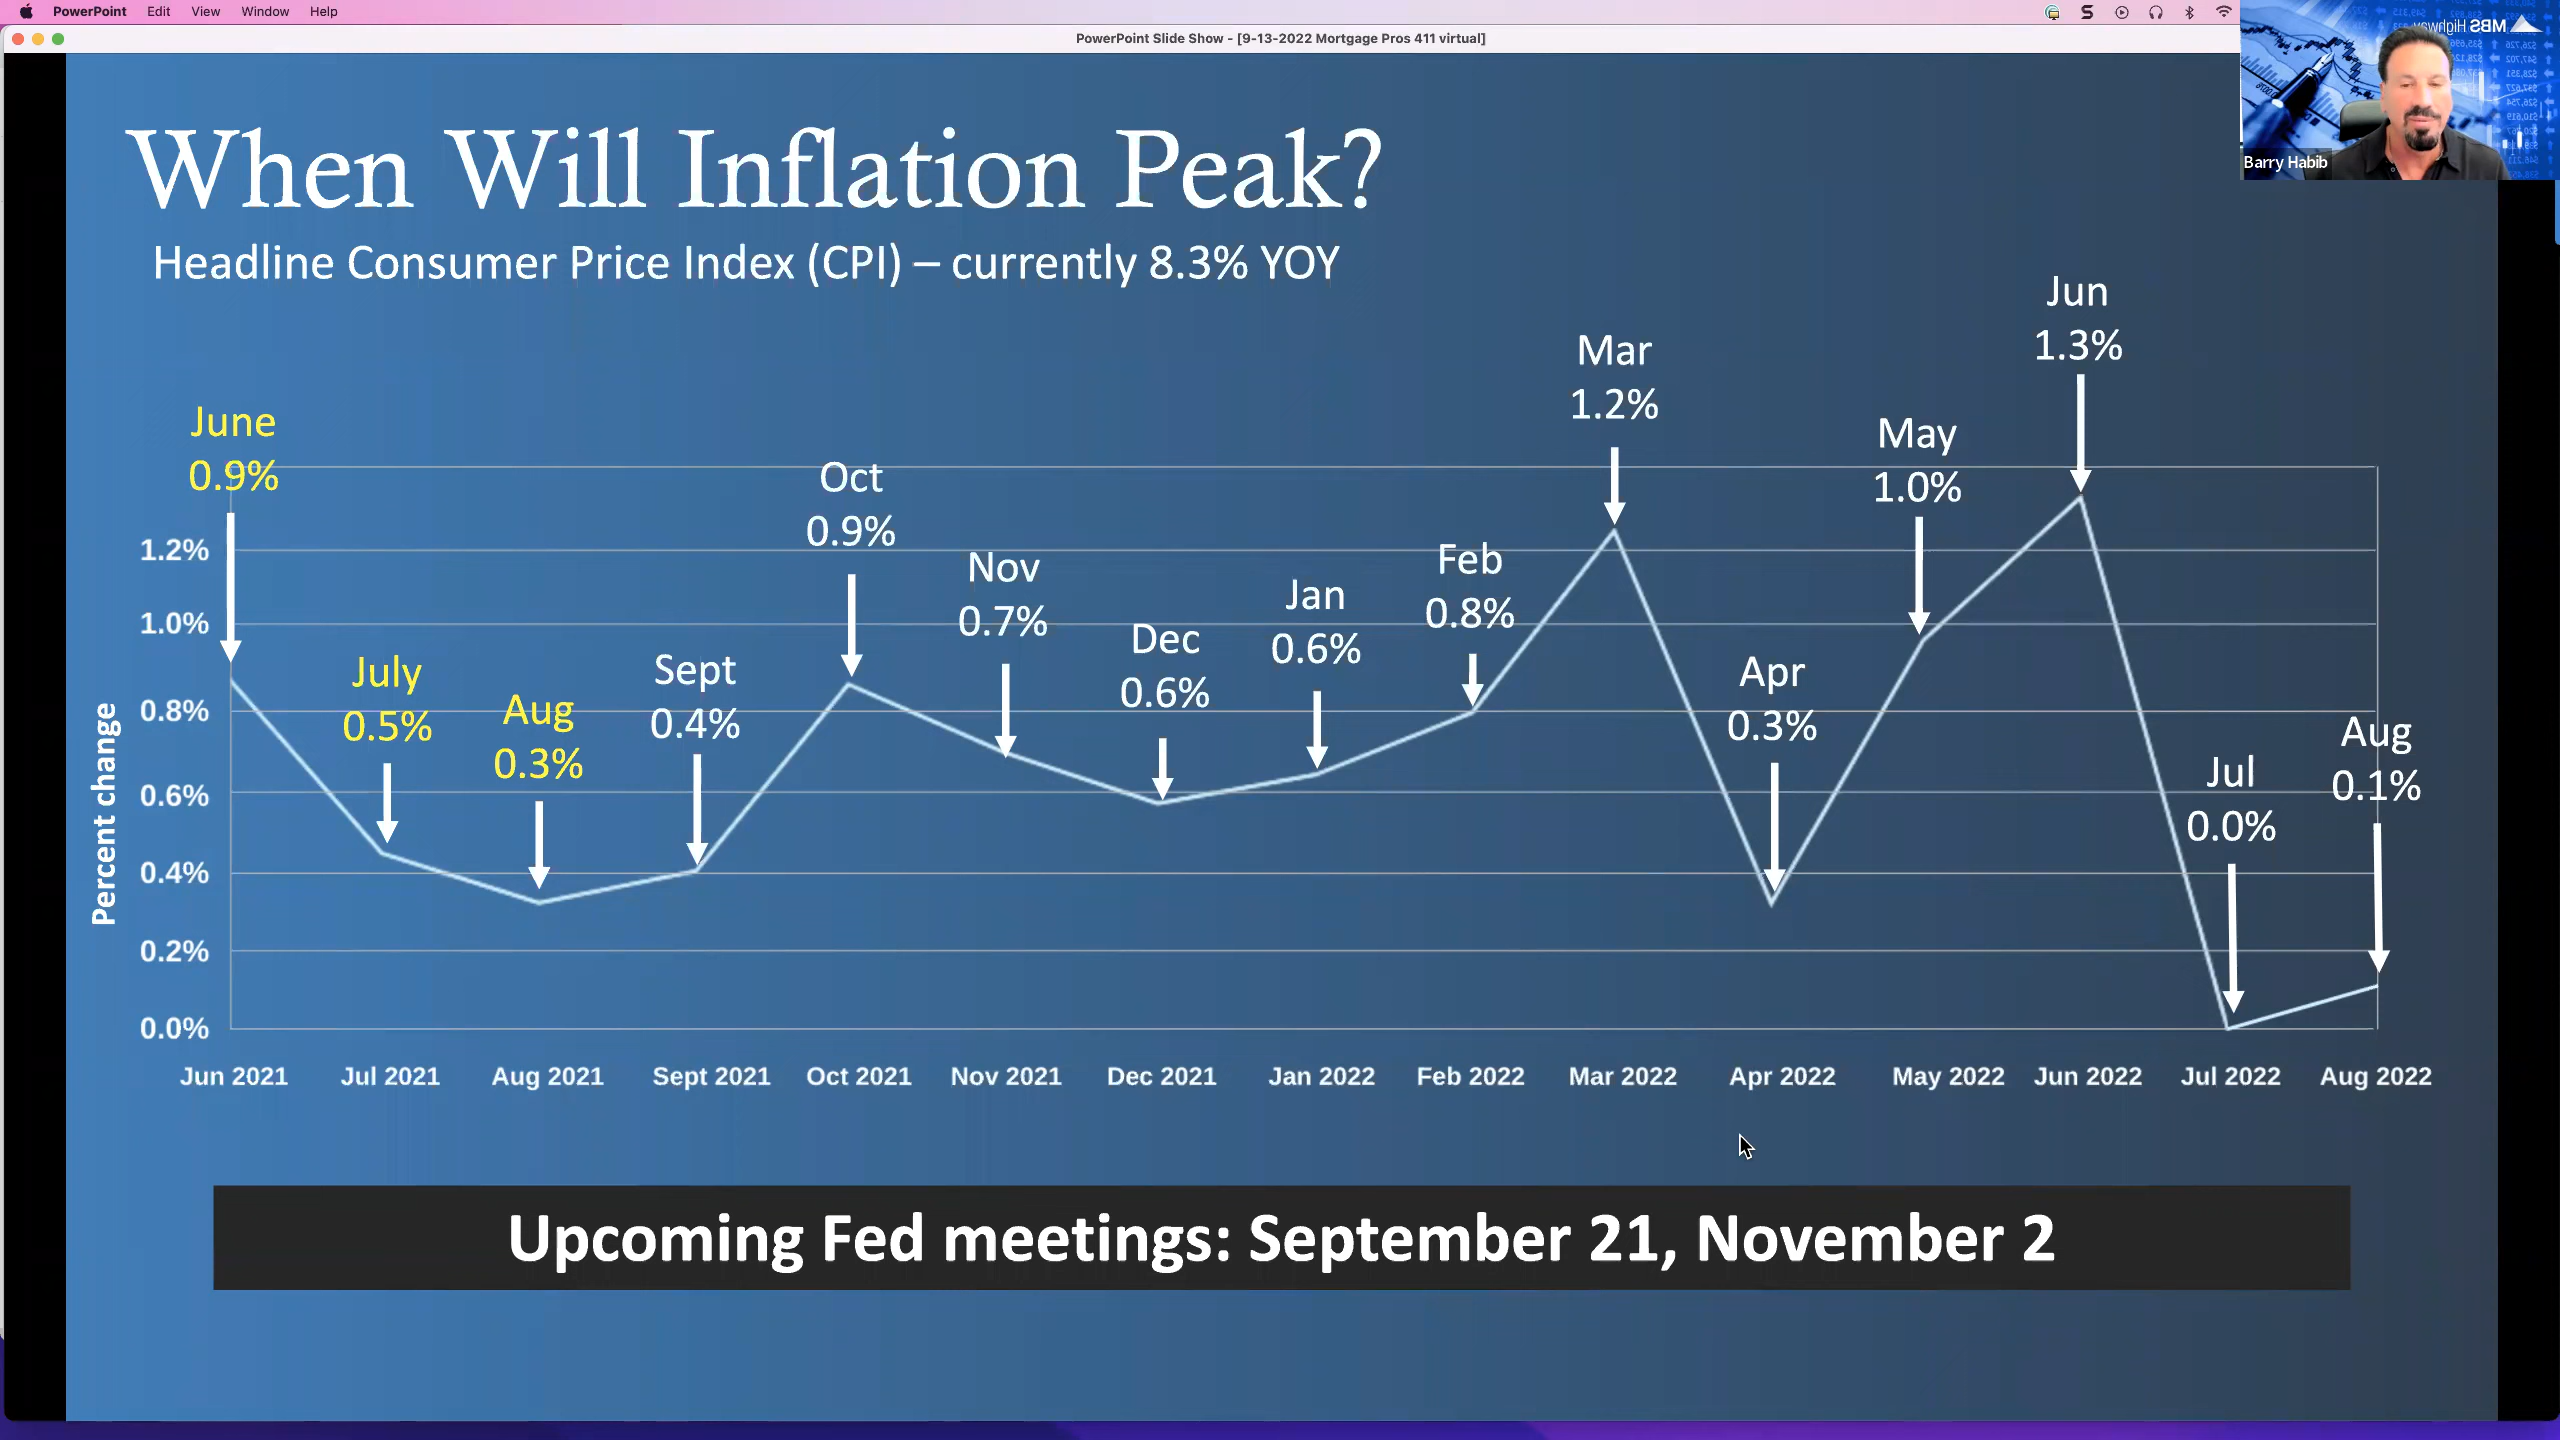 PowerPoint Edit View Window Help
PowerPoint Slide Show - [9-13-2022 Mortgage Pros 411 virtual]
MBS Highway
Barry Habib
When Will Inflation Peak?
Headline Consumer Price Index (CPI) – currently 8.3% YOY
June
0.9%
July
0.5%
Aug
0.3%
Sept
0.4%
Oct
0.9%
Nov
0.7%
Dec
0.6%
Jan
0.6%
Feb
0.8%
Mar
1.2%
Apr
0.3%
May
1.0%
Jun
1.3%
Jul
0.0%
Aug
0.1%
Percent change
1.2%
1.0%
0.8%
0.6%
0.4%
0.2%
0.0%
Jun 2021 Jul 2021 Aug 2021 Sept 2021 Oct 2021 Nov 2021 Dec 2021 Jan 2022 Feb 2022 Mar 2022 Apr 2022 May 2022 Jun 2022 Jul 2022 Aug 2022
Upcoming Fed meetings: September 21, November 2